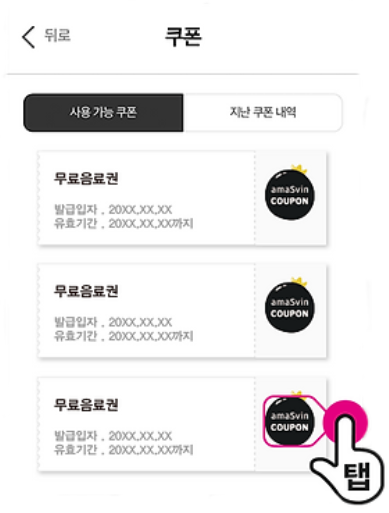 뒤로
쿠폰
사용 가능 쿠폰
지난 쿠폰 내역
무료음료권
발급입자 . 20XX.XX.XX
유효기간 . 20XX.XX.XX까지
amaSvin
COUPON
무료음료권
발급입자 . 20XX.XX.XX
유효기간 . 20XX.XX.XX까지
amaSvin
COUPON
무료음료권
발급입자 . 20XX.XX.XX
유효기간 . 20XX.XX.XX까지
amaSvin
COUPON
탭